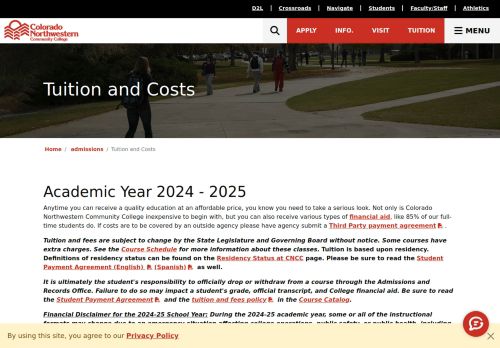 D2L | Crossroads | Navigate | Students | Faculty/Staff | Athletics
Colorado
Northwestern
Community College
APPLY INFO. VISIT TUITION MENU
Tuition and Costs
Home / admissions / Tuition and Costs
Academic Year 2024 - 2025
Anytime you can receive a quality education at an affordable price, you know you need to take a serious look. Not only is Colorado
Northwestern Community College inexpensive to begin with, but you can also receive various types of financial aid, like 85% of our full-
time students do. If costs are to be covered by an outside agency please have agency submit a Third Party payment agreement .
Tuition and fees are subject to change by the State Legislature and Governing Board without notice. Some courses have
extra charges. See the Course Schedule for more information about these classes. Tuition is based upon residency.
Definitions of residency status can be found on the Residency Status at CNCC page. Please be sure to read the Student
Payment Agreement (English) (Spanish) as well.
It is ultimately the student's responsibility to officially drop or withdraw from a course through the Admissions and
Records Office. Failure to do so may impact a student's grade, official transcript, and College financial aid. Be sure to read
the Student Payment Agreement and the tuition and fees policy in the Course Catalog.
Financial Disclaimer for the 2024-25 School Year: During the 2024-25 academic year, some or all of the instructional
By using this site, you agree to our Privacy Policy